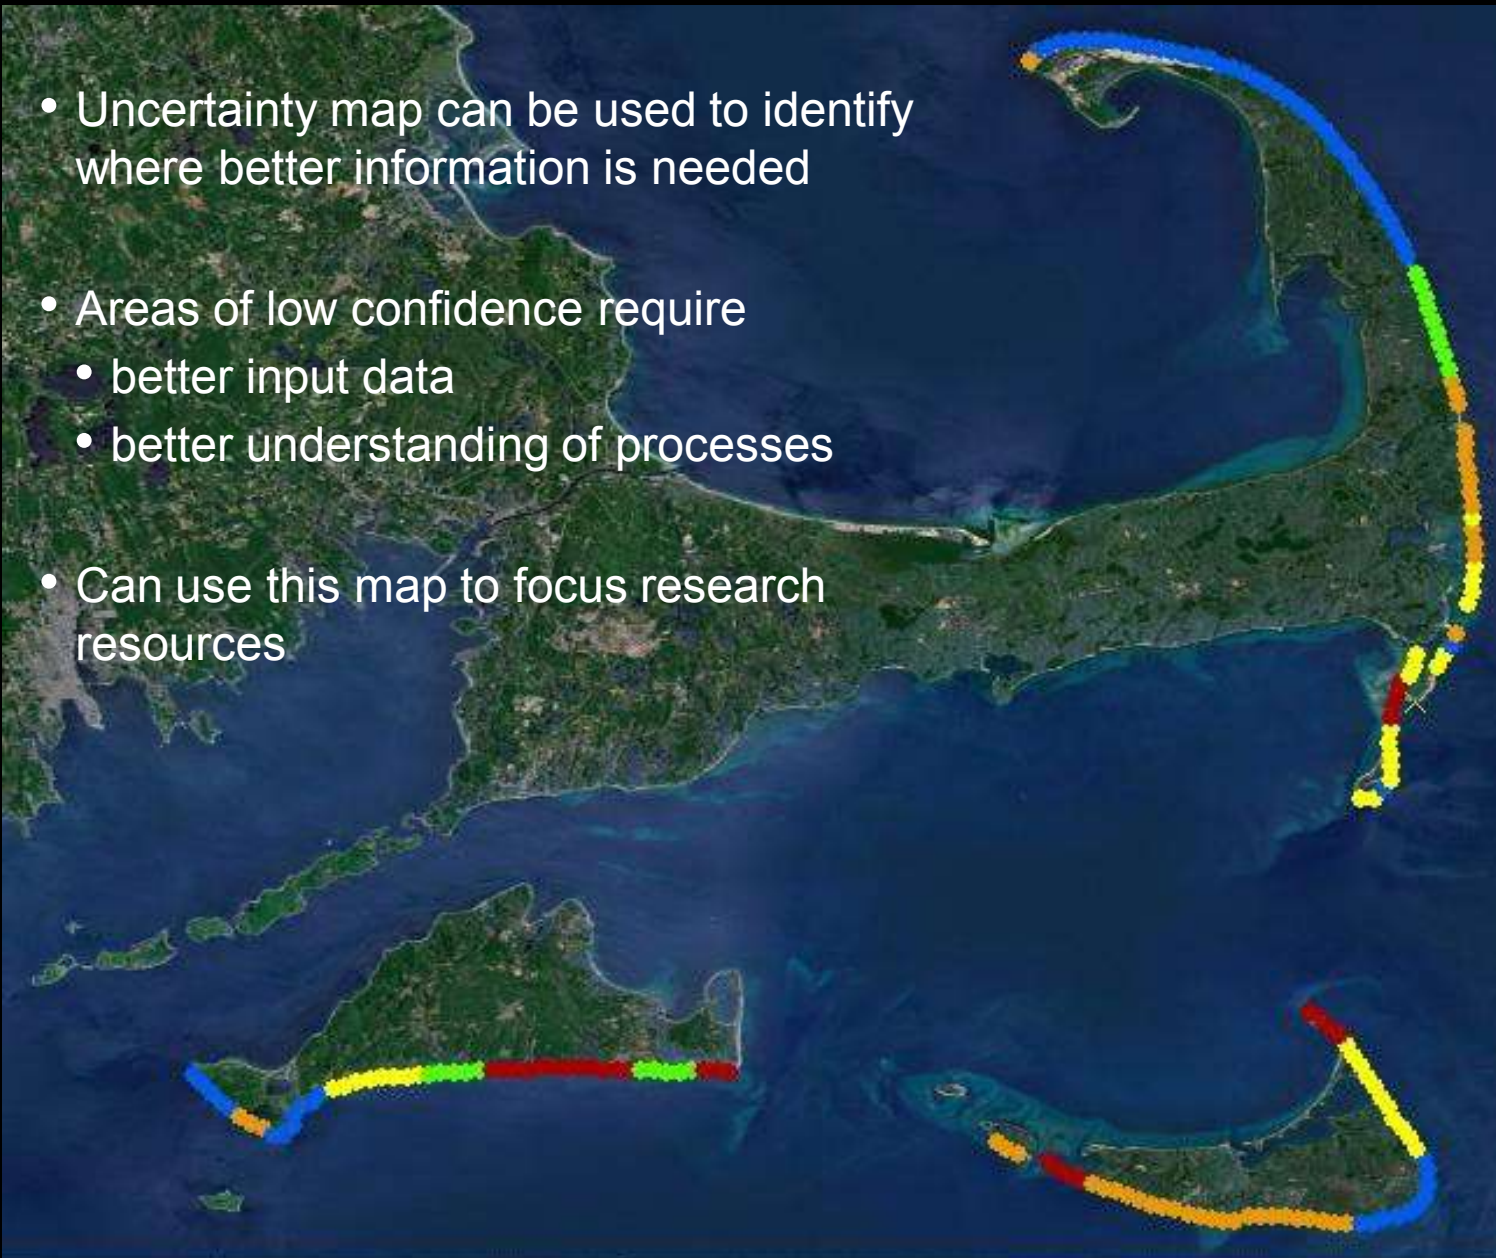 • Uncertainty map can be used to identify
where better information is needed
• Areas of low confidence require
• better input data
• better understanding of processes
• Can use this map to focus research
resources